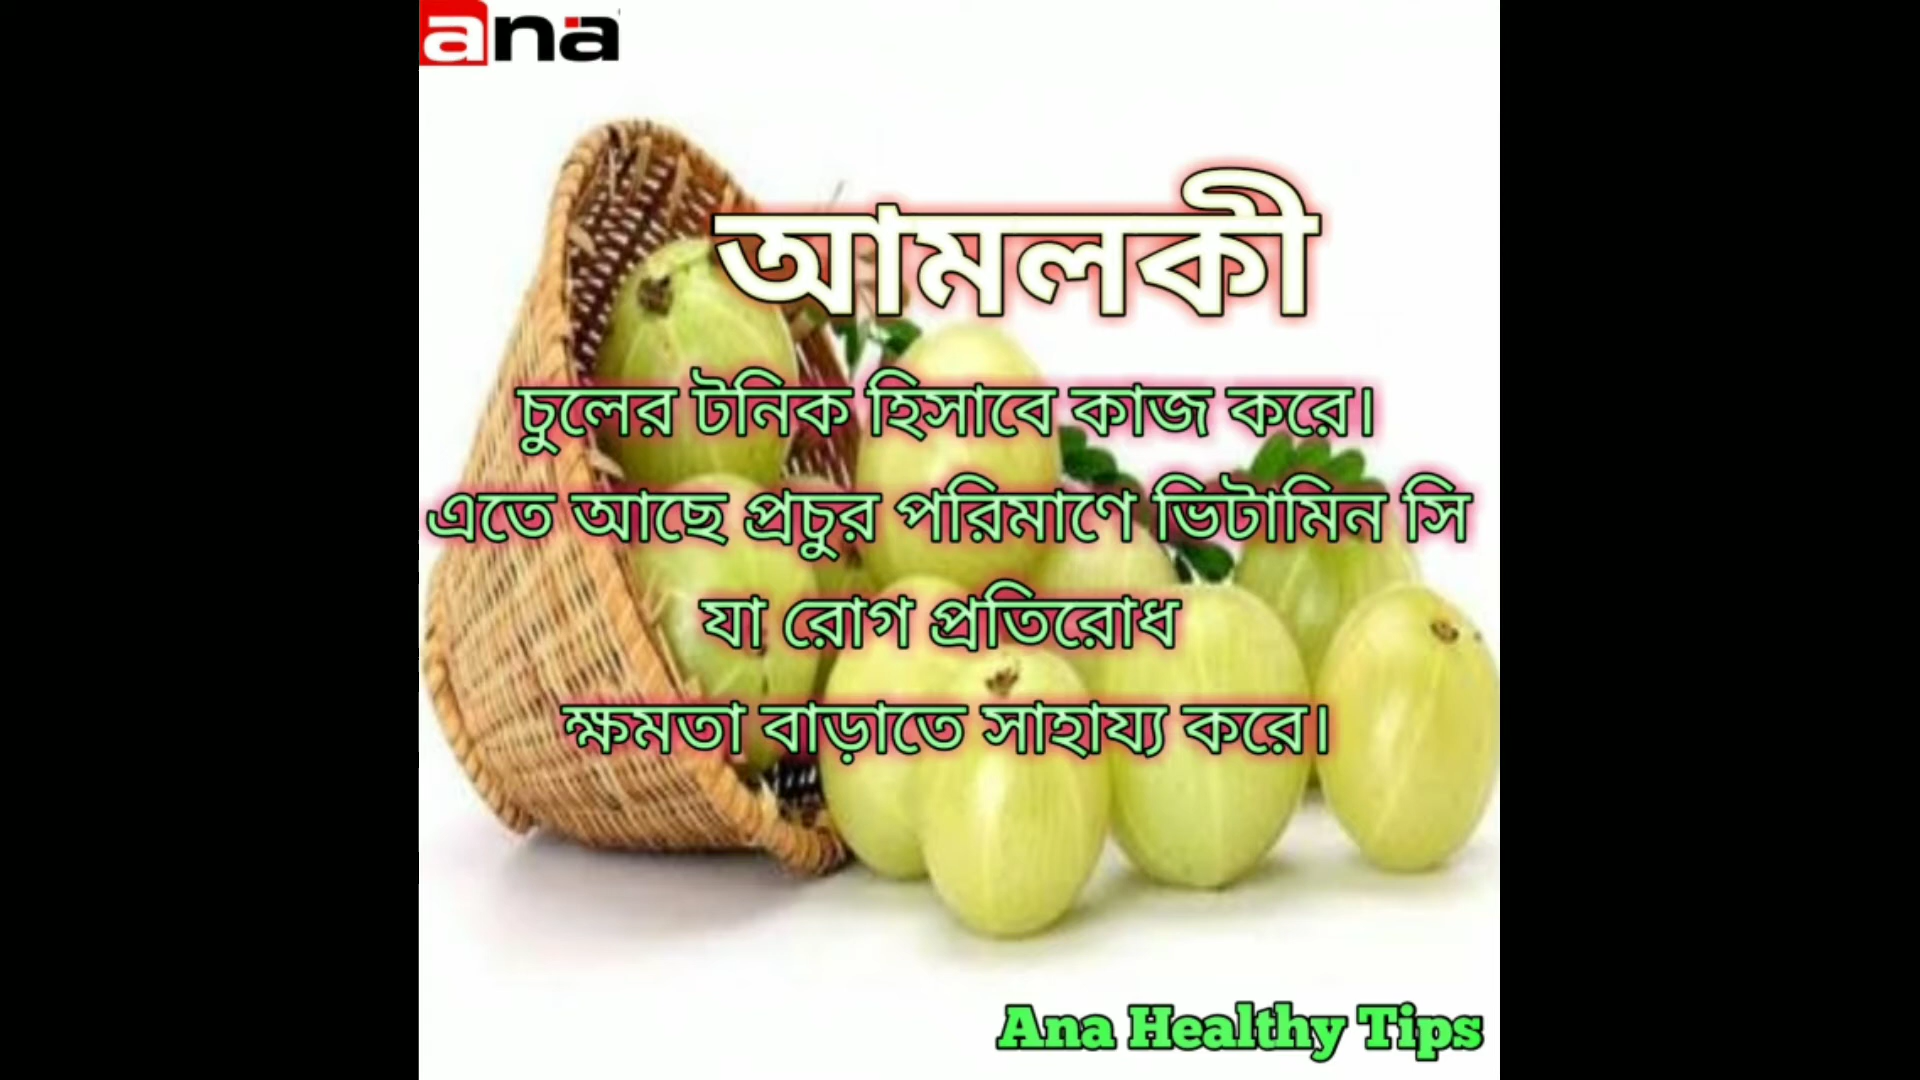 ana
আমলকী
চুলের টনিক হিসাবে কাজ করে।
এতে আছে প্রচুর পরিমাণে ভিটামিন সি
যা রোগ প্রতিরোধ
ক্ষমতা বাড়াতে সাহায্য করে।
Ana Healthy Tips